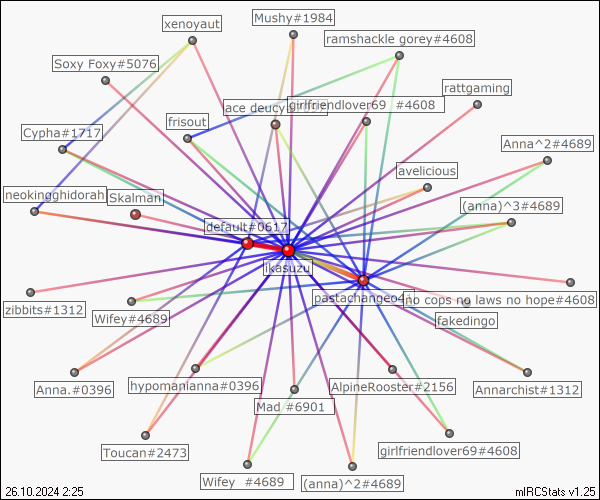 Mushy#1984
xenoyaut
ramshackle gorey#4608
Soxy Foxy#5076
rattgaming
ace deucy
girlfriendlover69 #4608
frisout
Cypha#1717
Anna^2#4689
avelicious
neokingghidorah
Skalman
(anna)^3#4689
default#0617
ikasuzu
pastachangeo4
no cops no laws no hope#4608
zibbits#1312
Wifey#4689
fakedingo
Anna.#0396
hypomanianna#0396
AlpineRooster#2156
Annarchist#1312
Mad #6901
Toucan#2473
girlfriendlover69#4608
Wifey #4689
(anna)^2#4689
26.10.2024 2:25
mIRCStats v1.25